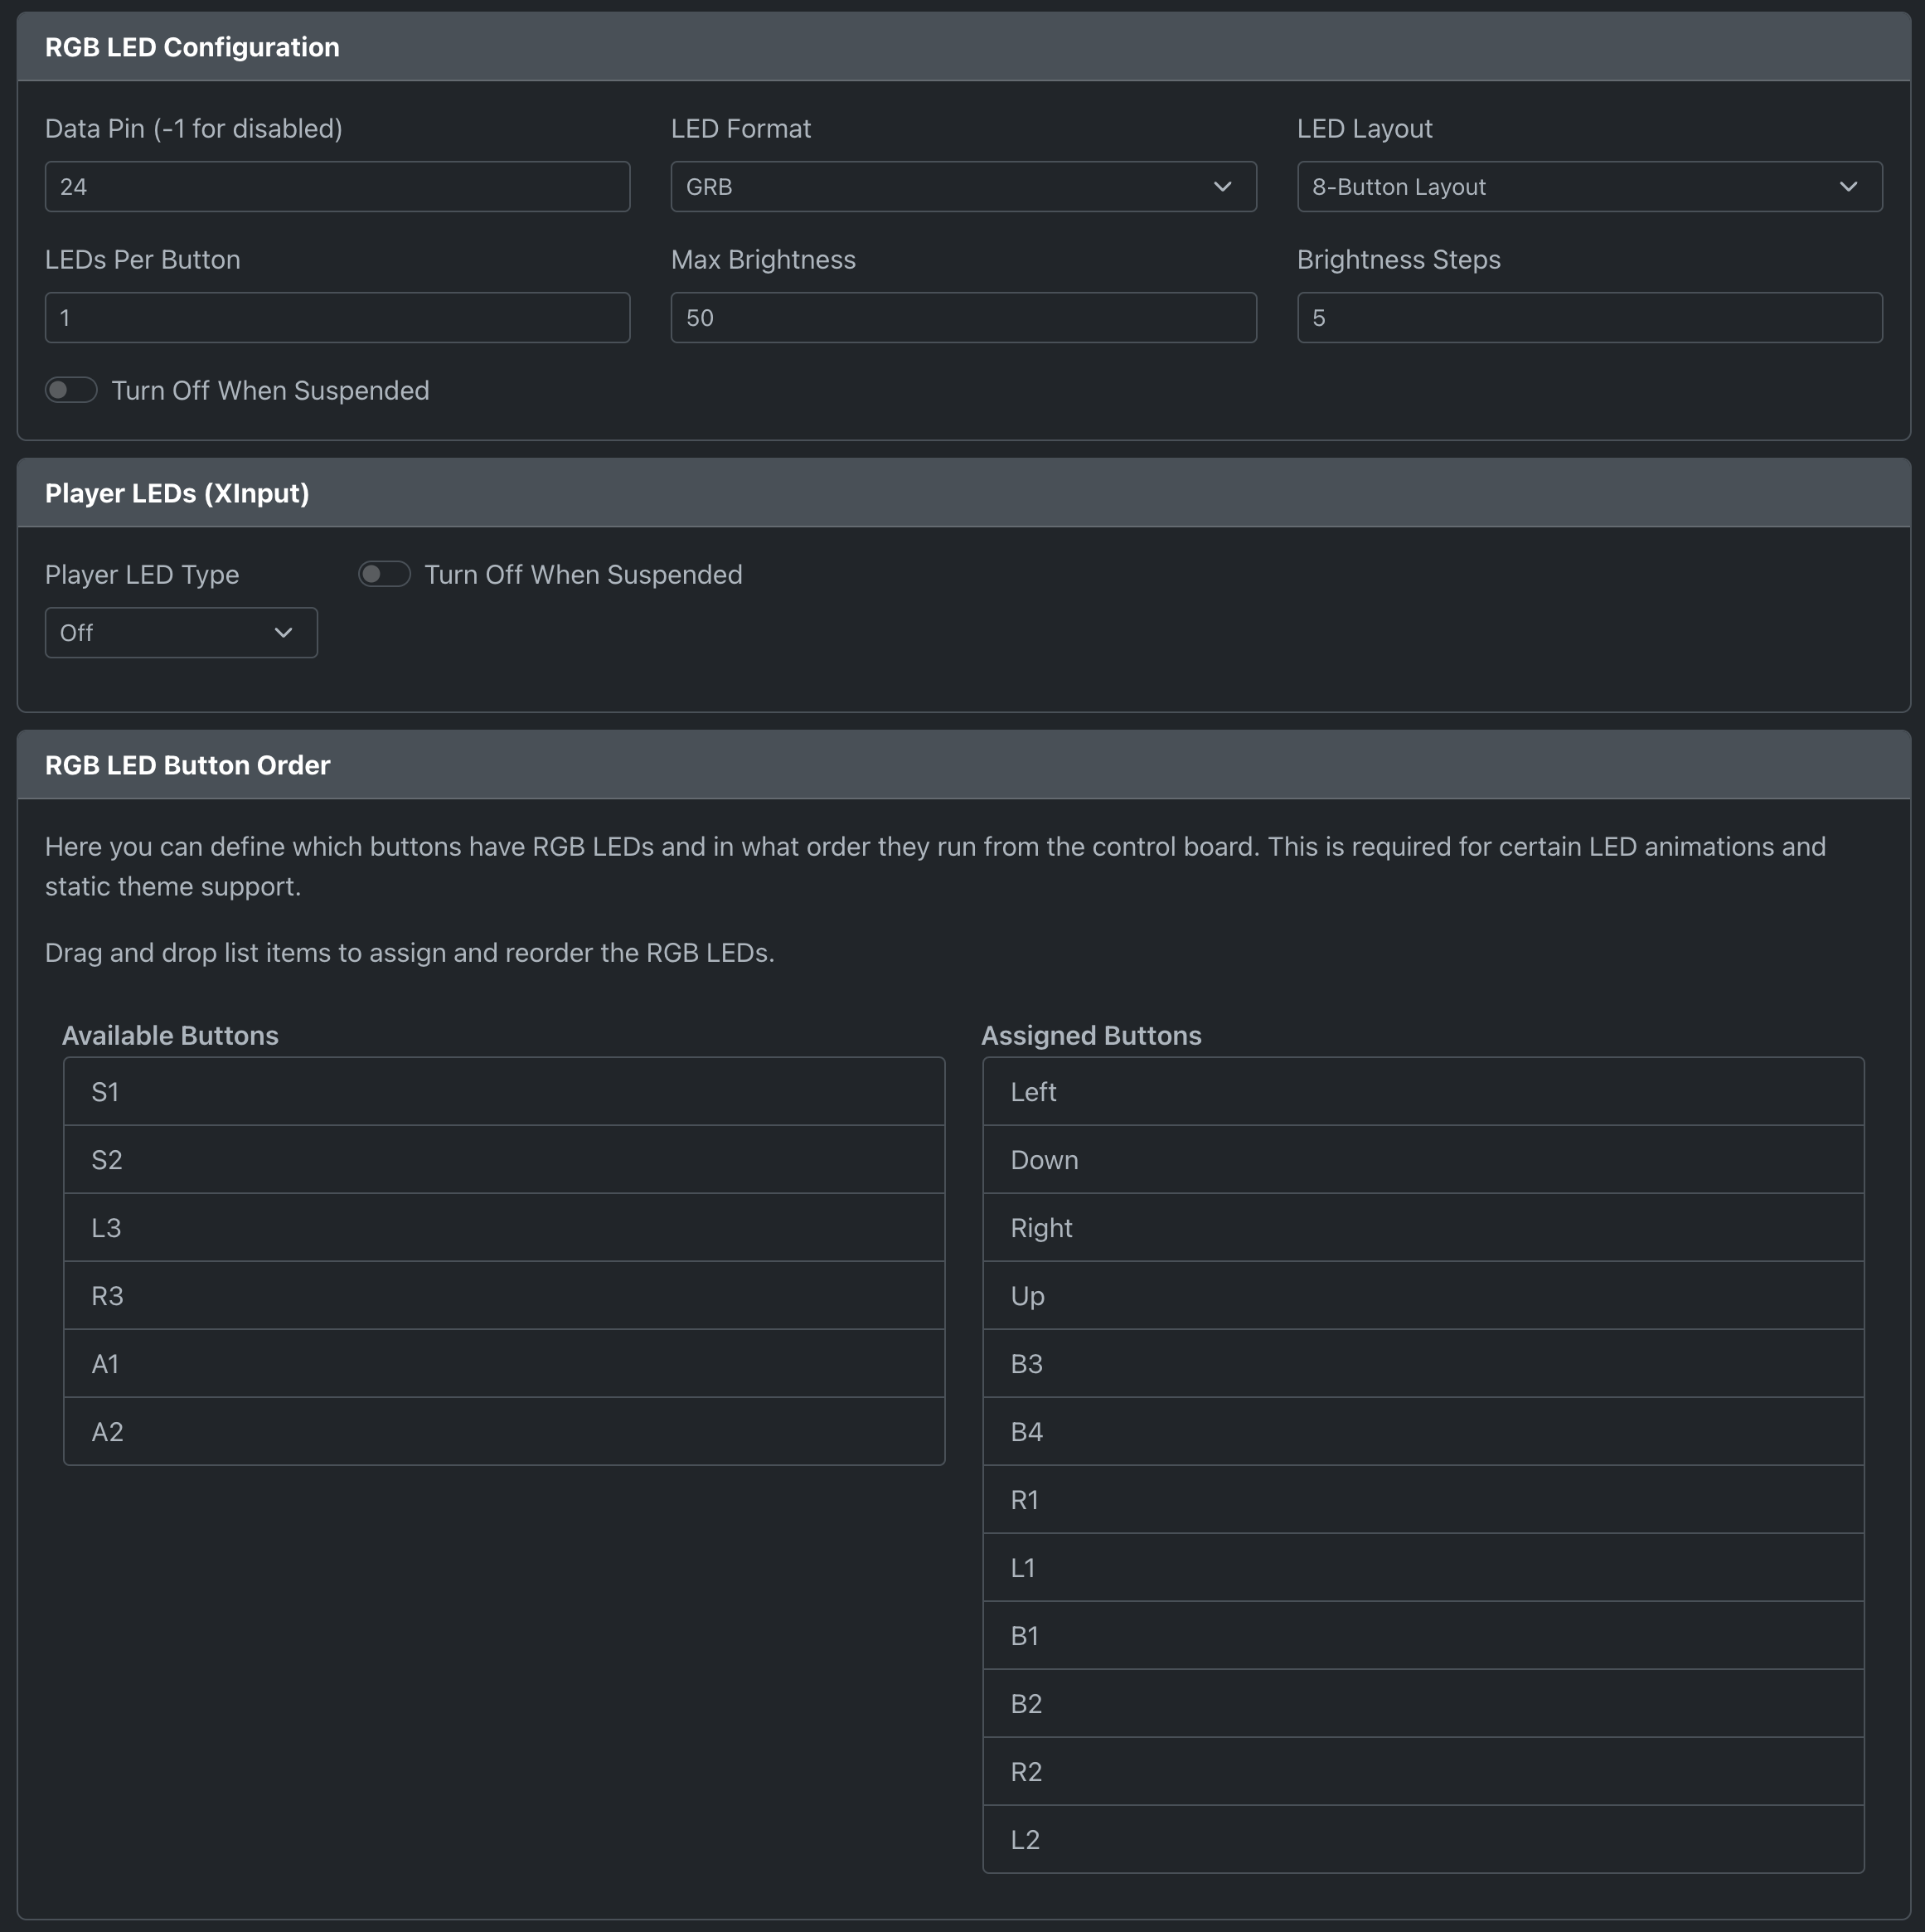 RGB LED Configuration
Data Pin (-1 for disabled)
LED Format
LED Layout
24
GRB
8-Button Layout
LEDs Per Button
Max Brightness
Brightness Steps
1
50
5
Turn Off When Suspended
Player LEDs (XInput)
Player LED Type
Turn Off When Suspended
Off
RGB LED Button Order
Here you can define which buttons have RGB LEDs and in what order they run from the control board. This is required for certain LED animations and
static theme support.
Drag and drop list items to assign and reorder the RGB LEDs.
Available Buttons
S1
S2
L3
R3
A1
A2
Assigned Buttons
Left
Down
Right
Up
B3
B4
R1
L1
B1
B2
R2
L2